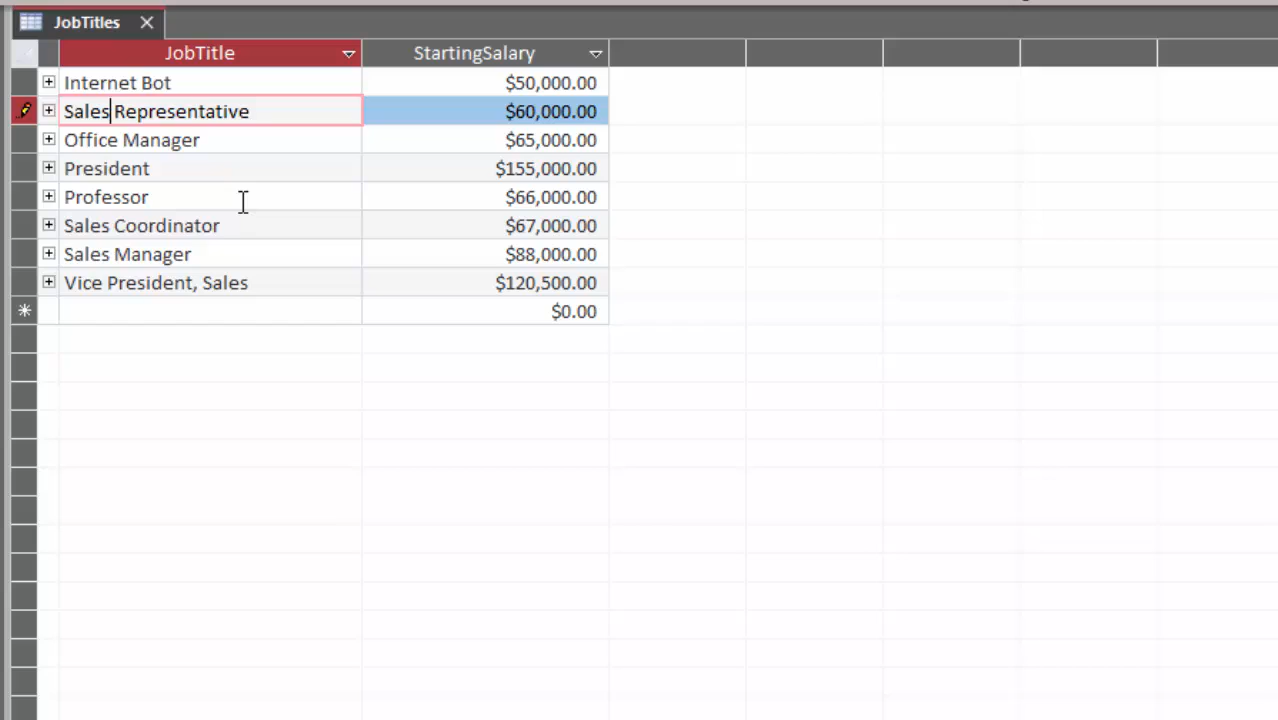 JobTitles
JobTitle StartingSalary
Internet Bot $50,000.00
Sales Representative $60,000.00
Office Manager $65,000.00
President $155,000.00
Professor $66,000.00
Sales Coordinator $67,000.00
Sales Manager $88,000.00
Vice President, Sales $120,500.00
$0.00